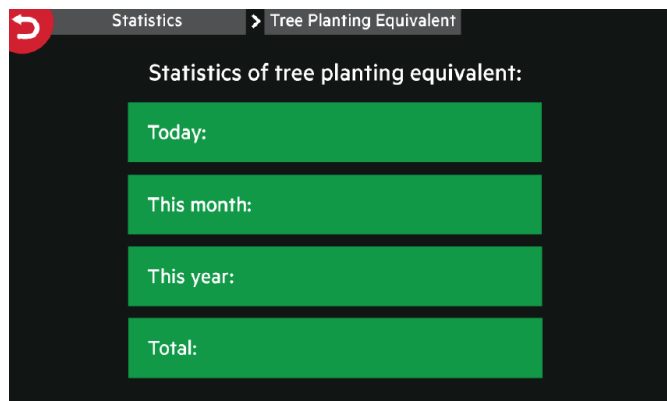 Statistics > Tree Planting Equivalent
Statistics of tree planting equivalent:
Today:
This month:
This year:
Total: